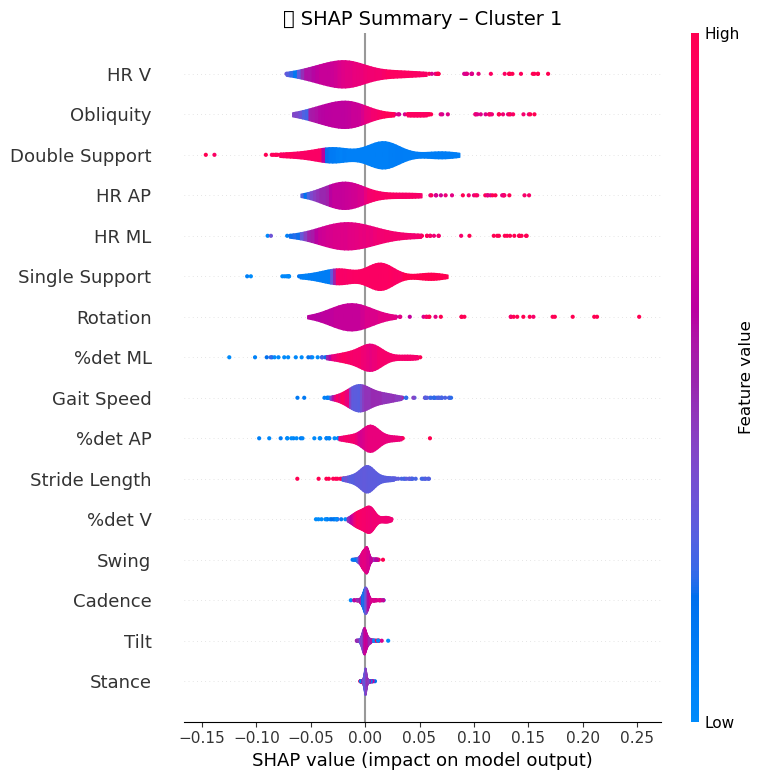 SHAP Summary – Cluster 1
High
HR V
Obliquity
Double Support
HR AP
HR ML
Single Support
Rotation
%det ML
Gait Speed
%det AP
Stride Length
%det V
Swing
Cadence
Tilt
Stance
Feature value
Low
−0.15 −0.10 −0.05 0.00 0.05 0.10 0.15 0.20 0.25
SHAP value (impact on model output)